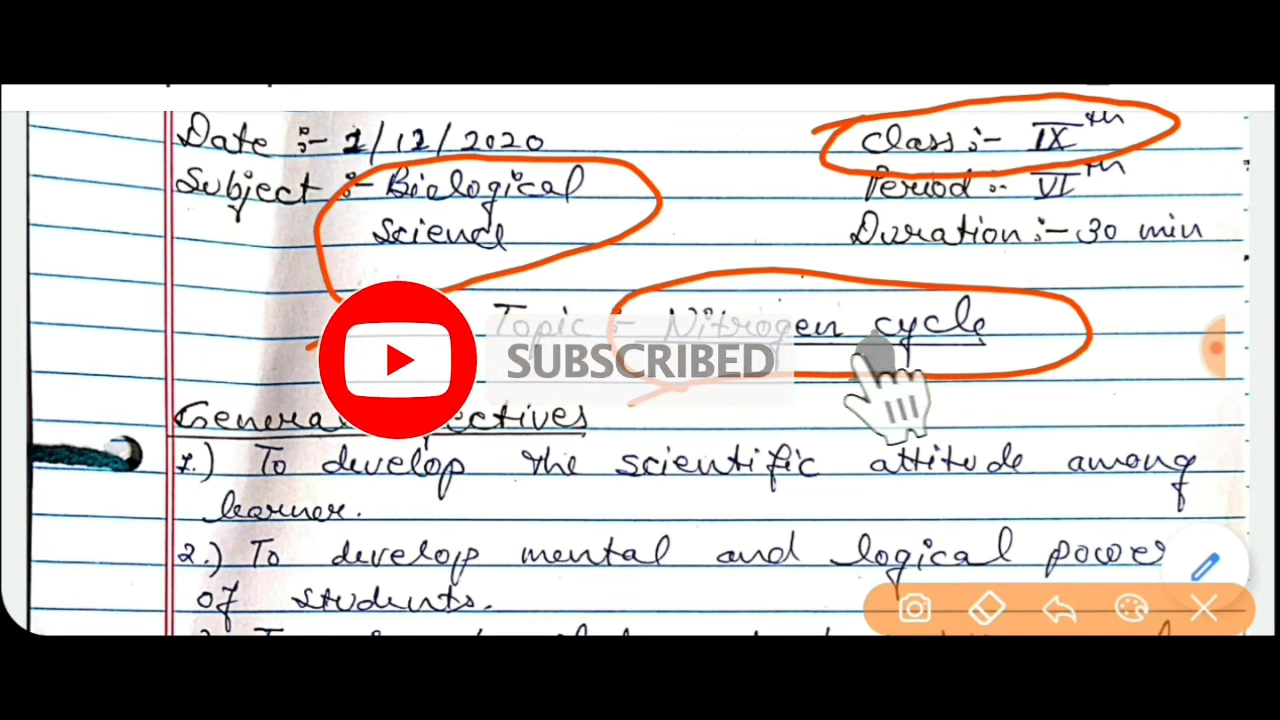 Date :- 1/12/2020
Class :- IXth
Subject :- Biological
Period :- VIth
Science
Duration :- 30 min
Topic :- Nitrogen cycle
SUBSCRIBED
General
1.) To develop the scientific attitude among
learner.
2.) To develop mental and logical power
of students.